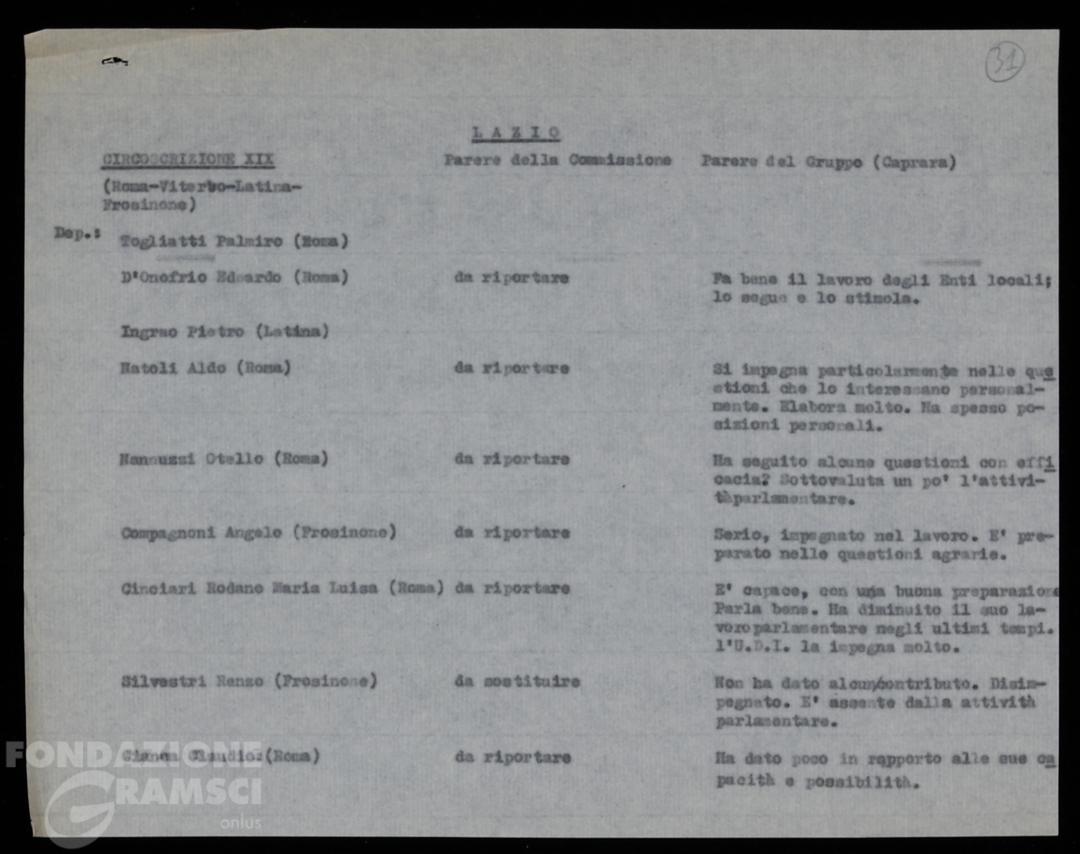 31
LAZIO
CIRCOSCRIZIONE XIX Parere della Commissione Parere del Gruppo (Caprara)
(Roma-Viterbo-Latina-
Frosinone)
Dep.: Togliatti Palmiro (Roma)
D'Onofrio Edoardo (Roma) da riportare Fa bene il lavoro degli Enti locali;
lo segue e lo stimola.
Ingrao Pietro (Latina)
Natoli Aldo (Roma) da riportare Si impegna particolarmente nelle que
stioni che lo interessano personal-
mente. Elabora molto. Ha spesso po-
sizioni personali.
Nannuzzi Otello (Roma) da riportare Ha seguito alcune questioni con effi
cacia? Sottovaluta un po' l'attivi-
tàparlamentare.
Compagnoni Angelo (Frosinone) da riportare Serio, impegnato nel lavoro. E' pre-
parato nelle questioni agrarie.
Cinciari Rodano Maria Luisa (Roma) da riportare E' capace, con una buona preparazione
Parla bene. Ha diminuito il suo la-
voro parlamentare negli ultimi tempi.
l'U.D.I. la impegna molto.
Silvestri Renzo (Frosinone) da sostituire Non ha dato alcun contributo. Disim-
pegnato. E' assente dalla attività
parlamentare.
Cianca Claudio (Roma) da riportare Ha dato poco in rapporto alle sue ca
pacità e possibilità.
FONDAZIONE
GRAMSCI
onlus